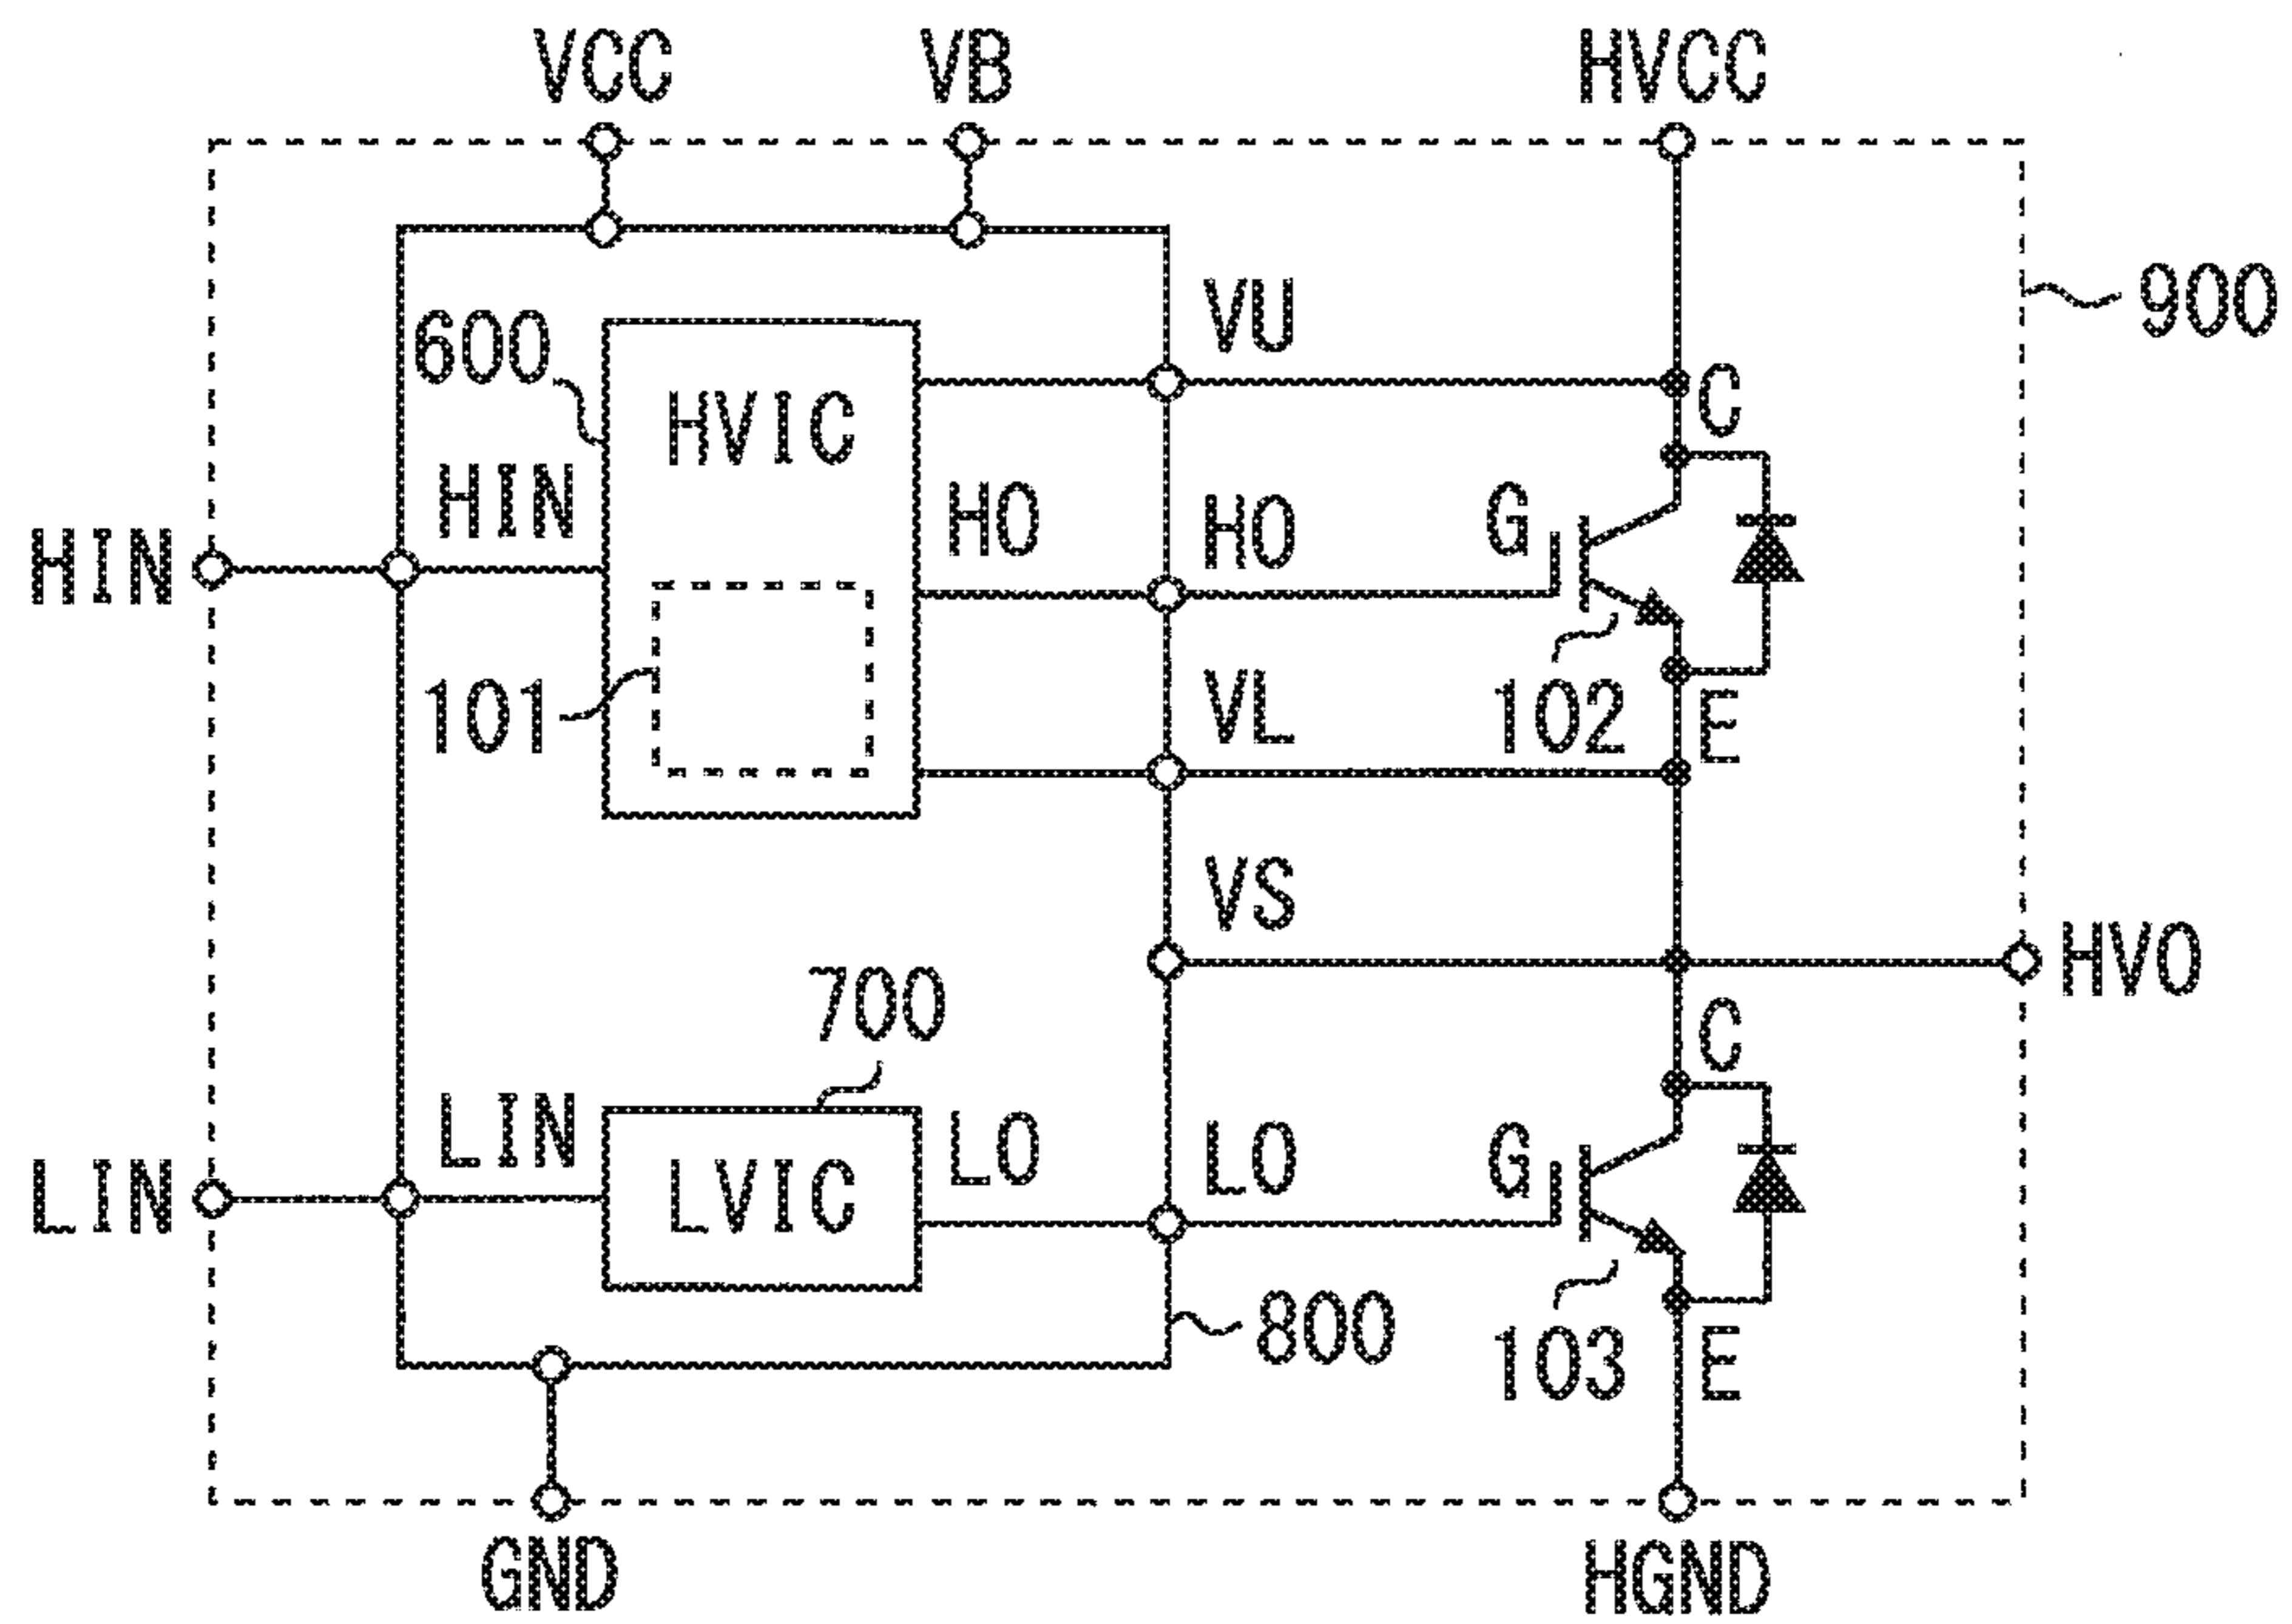 VCC VB HVCC
900
VU
600
HVIC
C
HIN
HIN
HO
HO
G
101
VL
102
E
VS
HVO
700
C
LIN
LIN
LVIC
LO
LO
G
800
103
E
GND
HGND